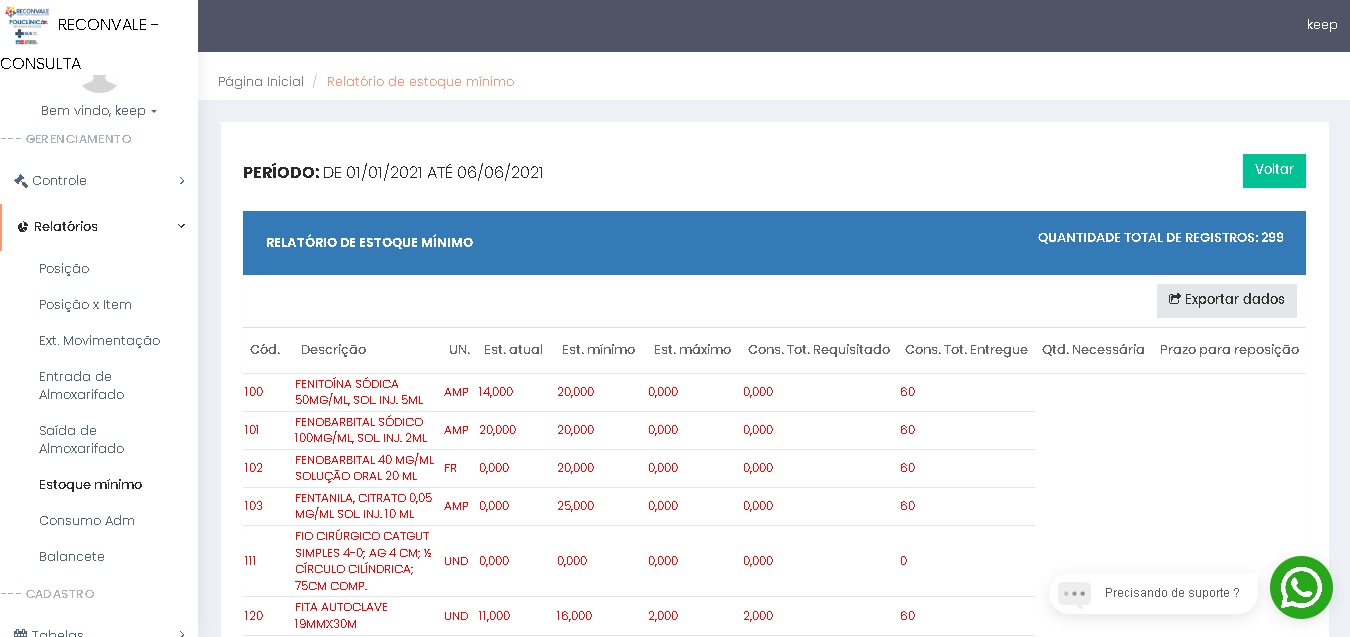 RECONVALE
POLICLÍNICA
RECONVALE -
CONSULTA
keep
Bem vindo, keep
--- GERENCIAMENTO
Controle
Relatórios
Posição
Posição x Item
Ext. Movimentação
Entrada de
Almoxarifado
Saída de
Almoxarifado
Estoque mínimo
Consumo Adm
Balancete
--- CADASTRO
Tabelas
Página Inicial / Relatório de estoque mínimo
PERÍODO: DE 01/01/2021 ATÉ 06/06/2021
Voltar
RELATÓRIO DE ESTOQUE MÍNIMO
QUANTIDADE TOTAL DE REGISTROS: 299
Exportar dados
Cód. Descrição UN. Est. atual Est. mínimo Est. máximo Cons. Tot. Requisitado Cons. Tot. Entregue Qtd. Necessária Prazo para reposição
100 FENITOÍNA SÓDICA
50MG/ML, SOL. INJ. 5ML AMP 14,000 20,000 0,000 0,000 60
101 FENOBARBITAL SÓDICO
100MG/ML, SOL. INJ. 2ML AMP 20,000 20,000 0,000 0,000 60
102 FENOBARBITAL 40 MG/ML
SOLUÇÃO ORAL 20 ML FR 0,000 20,000 0,000 0,000 60
103 FENTANILA, CITRATO 0,05
MG/ML SOL. INJ. 10 ML AMP 0,000 25,000 0,000 0,000 60
111 FIO CIRÚRGICO CATGUT
SIMPLES 4-0; AG 4 CM; ½
CÍRCULO CILÍNDRICA;
75CM COMP. UND 0,000 0,000 0,000 0,000 0
120 FITA AUTOCLAVE
19MMX30M UND 11,000 16,000 2,000 2,000 60
Precisando de suporte ?